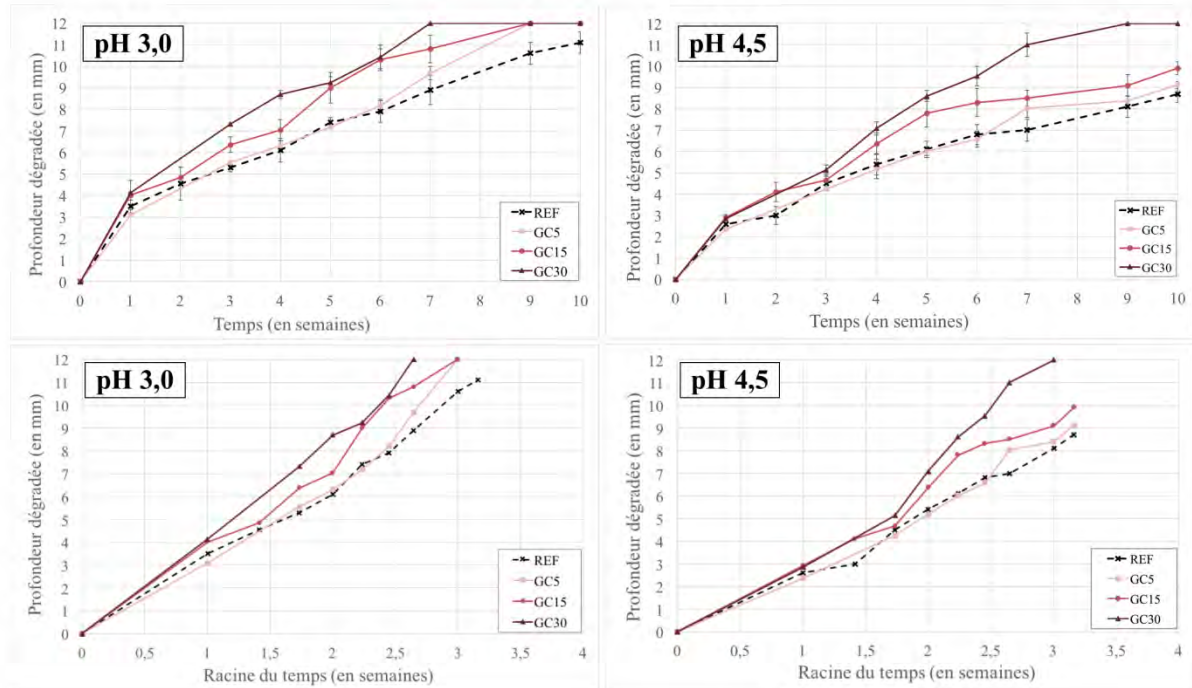 pH 3,0
Profondeur dégradée (en mm)
12
11
10
9
8
7
6
5
4
3
2
1
0
REF
GC5
GC15
GC30
0 1 2 3 4 5 6 7 8 9 10
Temps (en semaines)
pH 4,5
Profondeur dégradée (en mm)
12
11
10
9
8
7
6
5
4
3
2
1
0
REF
GC5
GC15
GC30
0 1 2 3 4 5 6 7 8 9 10
Temps (en semaines)
pH 3,0
Profondeur dégradée (en mm)
12
11
10
9
8
7
6
5
4
3
2
1
0
REF
GC5
GC15
GC30
0 0,5 1 1,5 2 2,5 3 3,5 4
Racine du temps (en semaines)
pH 4,5
Profondeur dégradée (en mm)
12
11
10
9
8
7
6
5
4
3
2
1
0
REF
GC5
GC15
GC30
0 0,5 1 1,5 2 2,5 3 3,5 4
Racine du temps (en semaines)